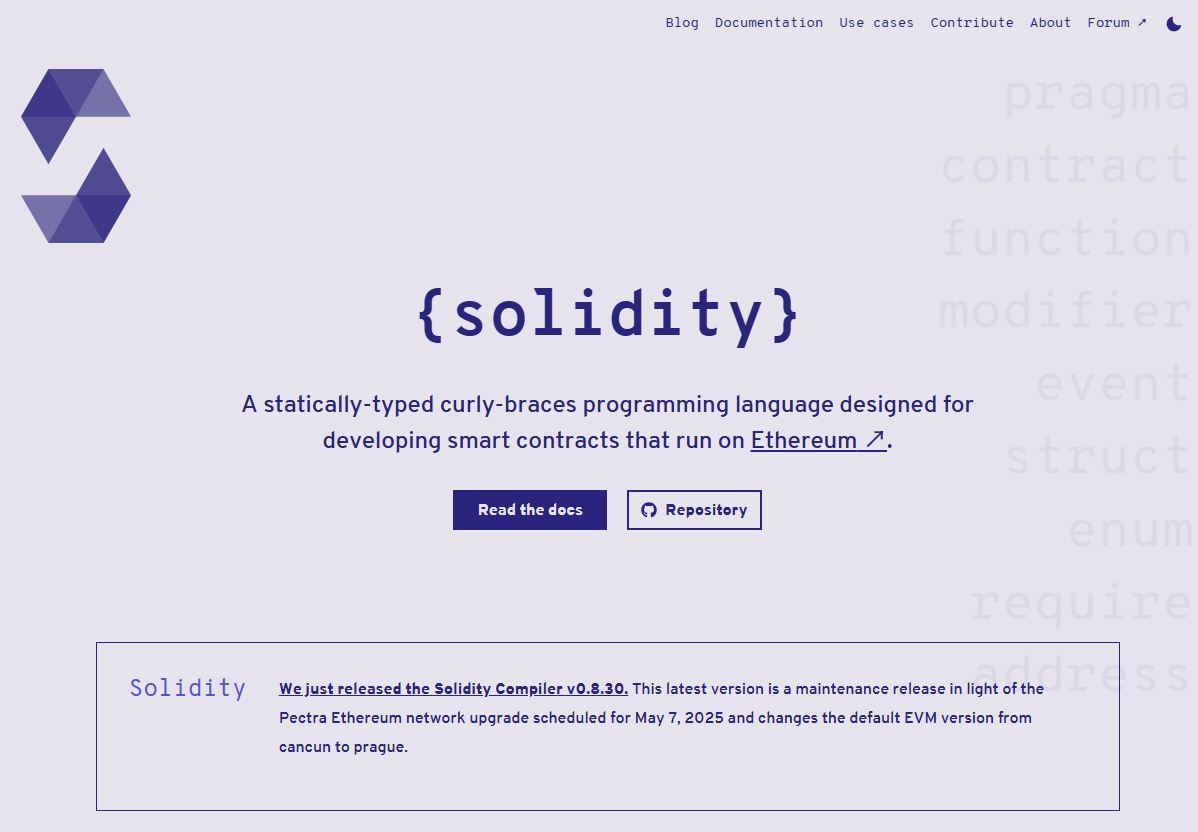 Blog Documentation Use cases Contribute About Forum ↗
pragma
contract
function
modifier
event
struct
enum
require
address
{solidity}
A statically-typed curly-braces programming language designed for
developing smart contracts that run on Ethereum ↗.
Read the docs Repository
Solidity
We just released the Solidity Compiler v0.8.30. This latest version is a maintenance release in light of the
Pectra Ethereum network upgrade scheduled for May 7, 2025 and changes the default EVM version from
cancun to prague.